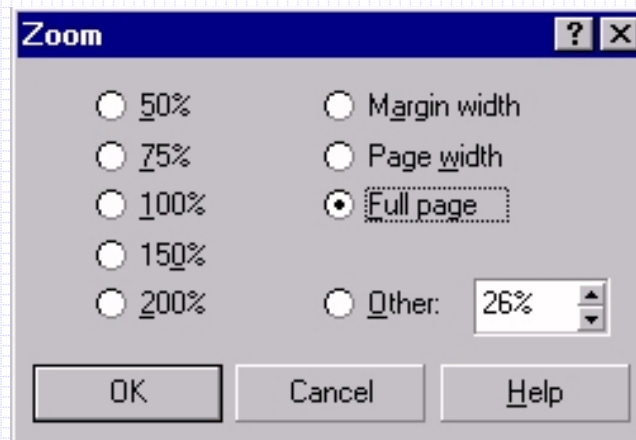 Zoom
50% Margin width
75% Page width
100% Full page
150%
200% Other: 26%
OK Cancel Help